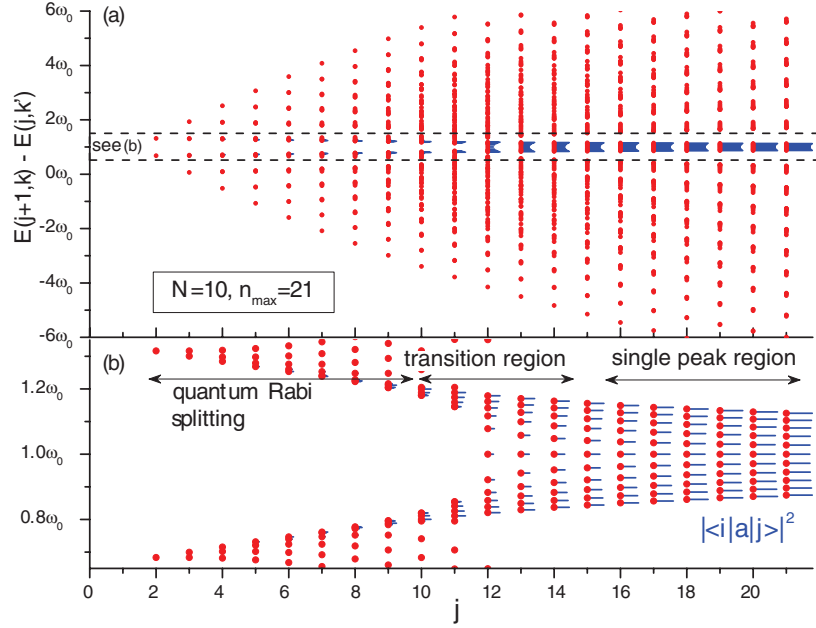 (a)
6ω₀
4ω₀
2ω₀
see (b)
0ω₀
-2ω₀
-4ω₀
-6ω₀
E(j+1,k) - E(j,k')
N=10, nₘₐₓ=21
(b)
transition region
single peak region
quantum Rabi
splitting
1.2ω₀
1.0ω₀
0.8ω₀
|<i|a|j>|²
0 2 4 6 8 10 12 14 16 18 20
j